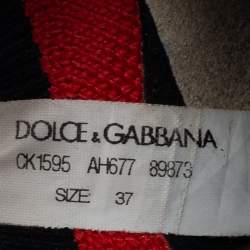 DOLCE & GABBANA
CK1595 AH677 89873
SIZE: 37